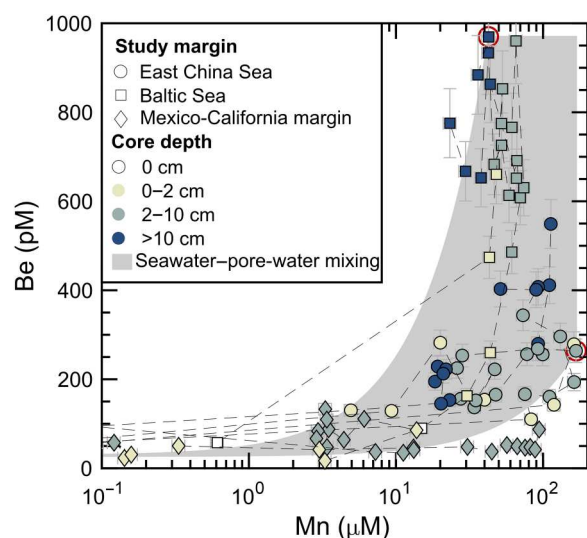 1000
800
600
400
200
0
Be (pM)
Study margin
East China Sea
Baltic Sea
Mexico-California margin
Core depth
0 cm
0–2 cm
2–10 cm
>10 cm
Seawater–pore-water mixing
10⁻¹ 10⁰ 10¹ 10²
Mn (μM)